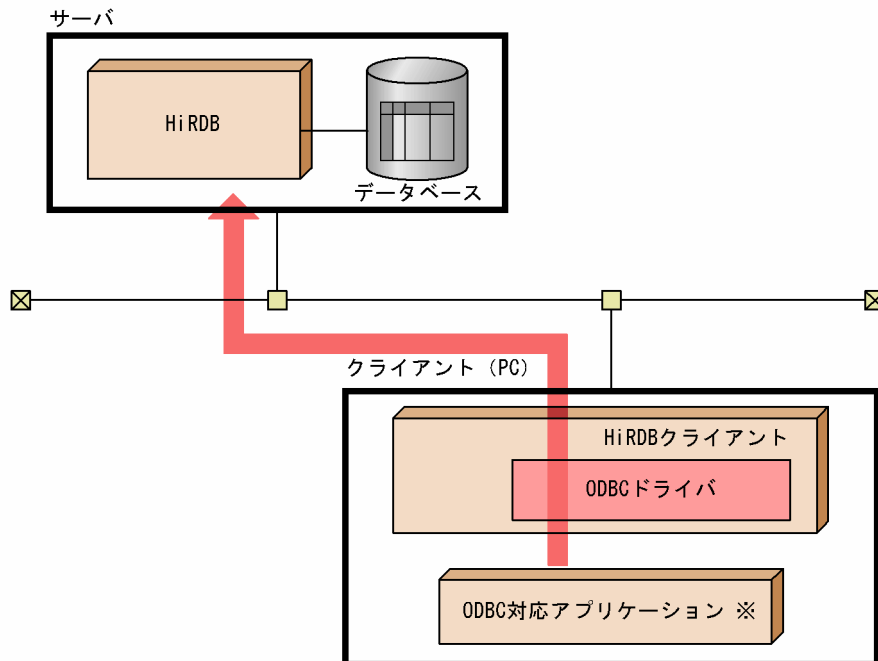 サーバ
HiRDB
データベース
クライアント（PC）
HiRDBクライアント
ODBCドライバ
ODBC対応アプリケーション ※